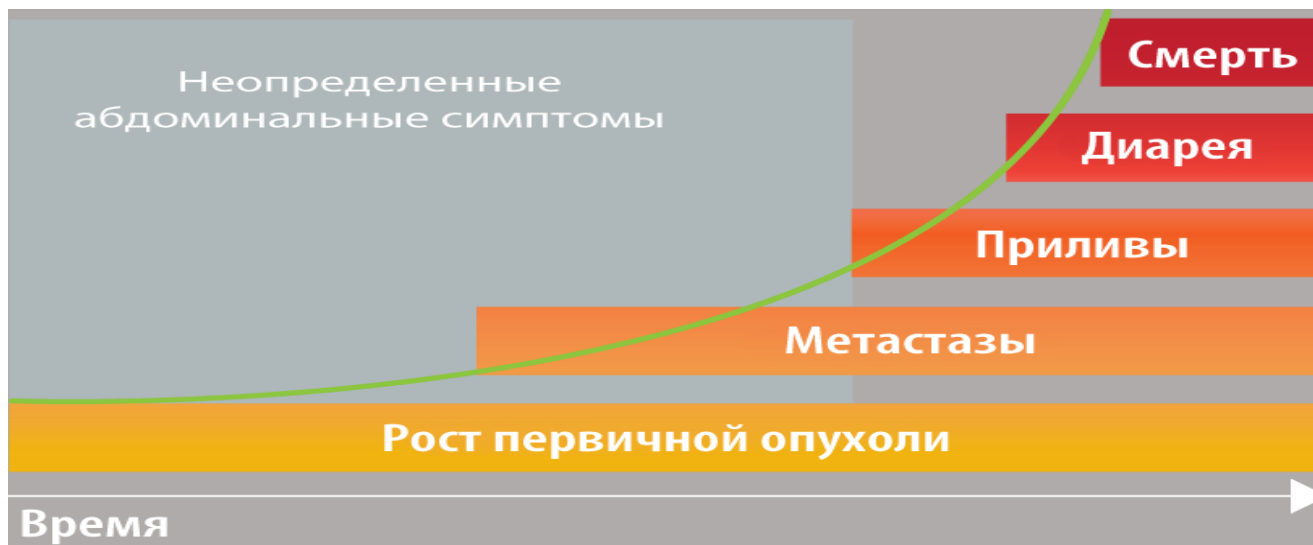 Неопределенные
абдоминальные симптомы
Смерть
Диарея
Приливы
Метастазы
Рост первичной опухоли
Время